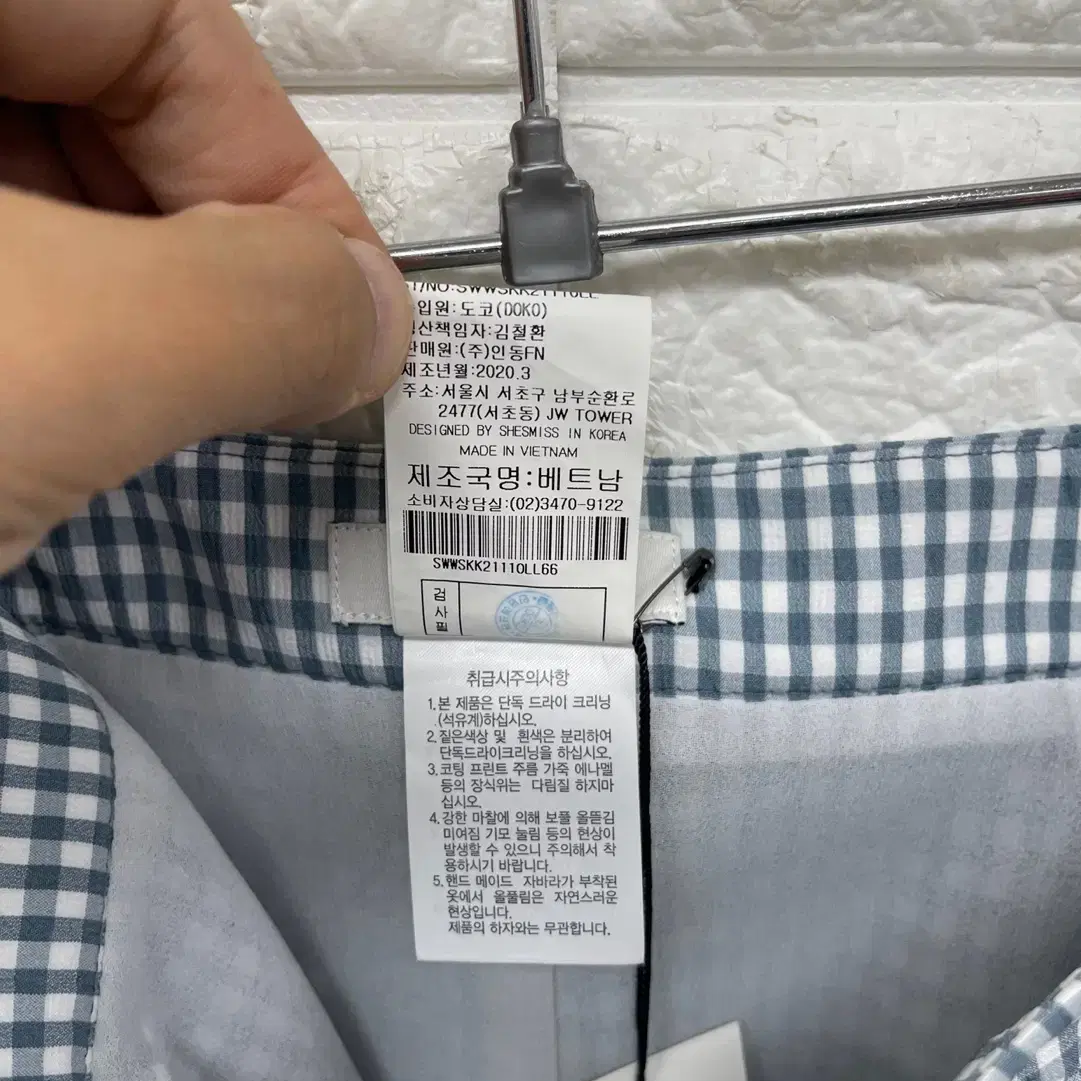 /NO:SWWSKK21110LL
입원:도코(DOKO)
산책임자:김철환
판매원:(주)인동FN
제조년월:2020.3
주소:서울시 서초구 남부순환로
2477(서초동) JW TOWER
DESIGNED BY SHESMISS IN KOREA
MADE IN VIETNAM
제조국명:베트남
소비자상담실:(02)3470-9122
SWWSKK21110LL66
검사필
취급시주의사항
1.본 제품은 단독 드라이 크리닝
(석유계)하십시오.
2.짙은색상 및 흰색은 분리하여
단독드라이크리닝을 하십시오.
3.코팅 프린트 주름 가죽 에나멜
등의 장식위는 다림질 하지마
십시오.
4.강한 마찰에 의해 보풀 올뜯김
미여짐 기모 눌림 등의 현상이
발생할 수 있으니 주의해서 착
용하시기 바랍니다.
5.핸드 메이드 자바라가 부착된
옷에서 올풀림은 자연스러운
현상입니다.
제품의 하자와는 무관합니다.